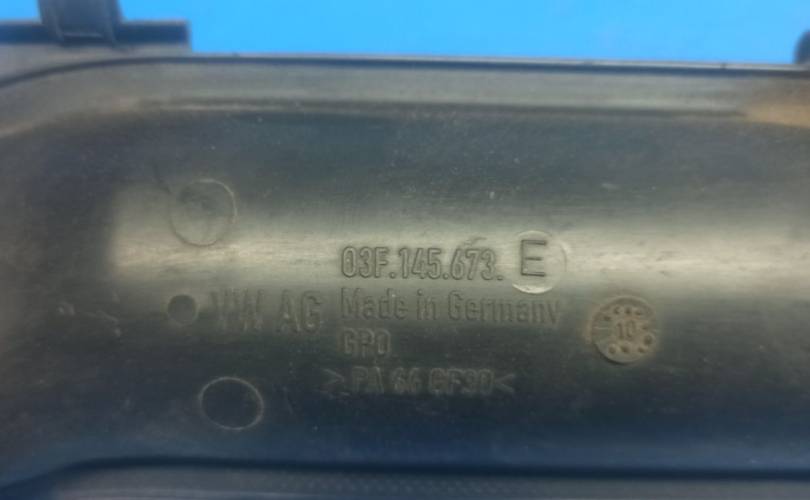 03F.145.673. E
VW AG Made in Germany
GPO
>PA 66 GF30<
10